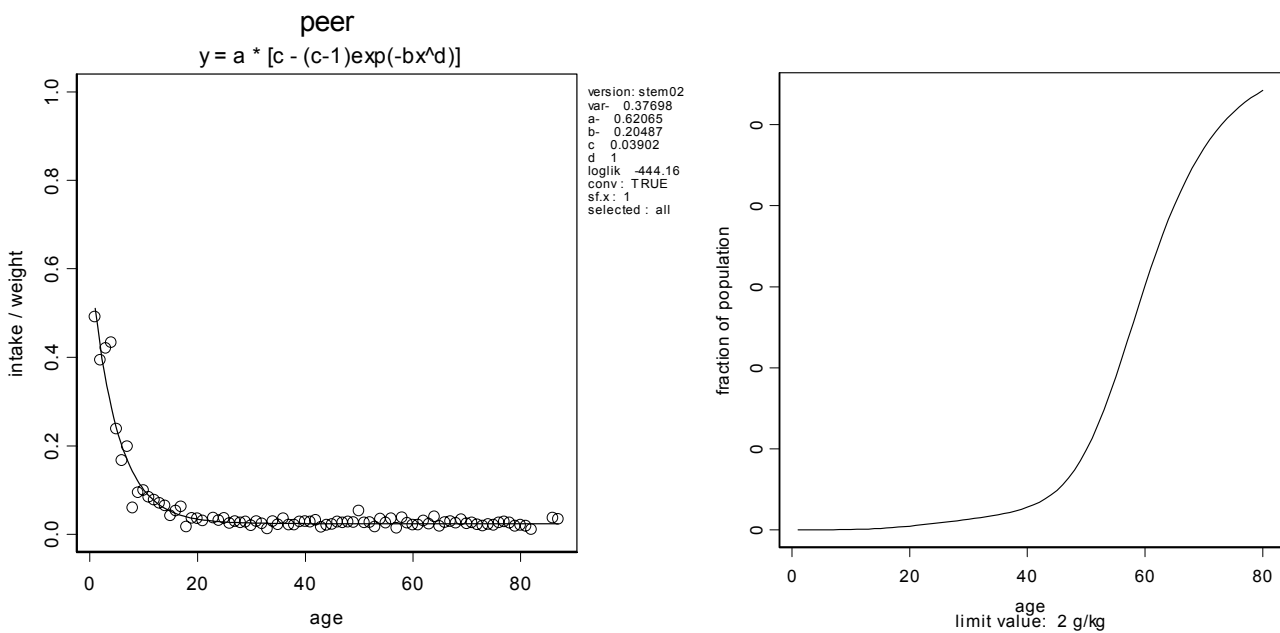 peer
y = a * [c - (c-1)exp(-bx^d)]
intake / weight
1.0
0.8
0.6
0.4
0.2
0.0
0 20 40 60 80
age
version: stem02
var- 0.37698
a- 0.62065
b- 0.20487
c 0.03902
d 1
loglik -444.16
conv : TRUE
sf.x : 1
selected : all
fraction of population
0
0
0
0
0
0
0 20 40 60 80
age
limit value: 2 g/kg